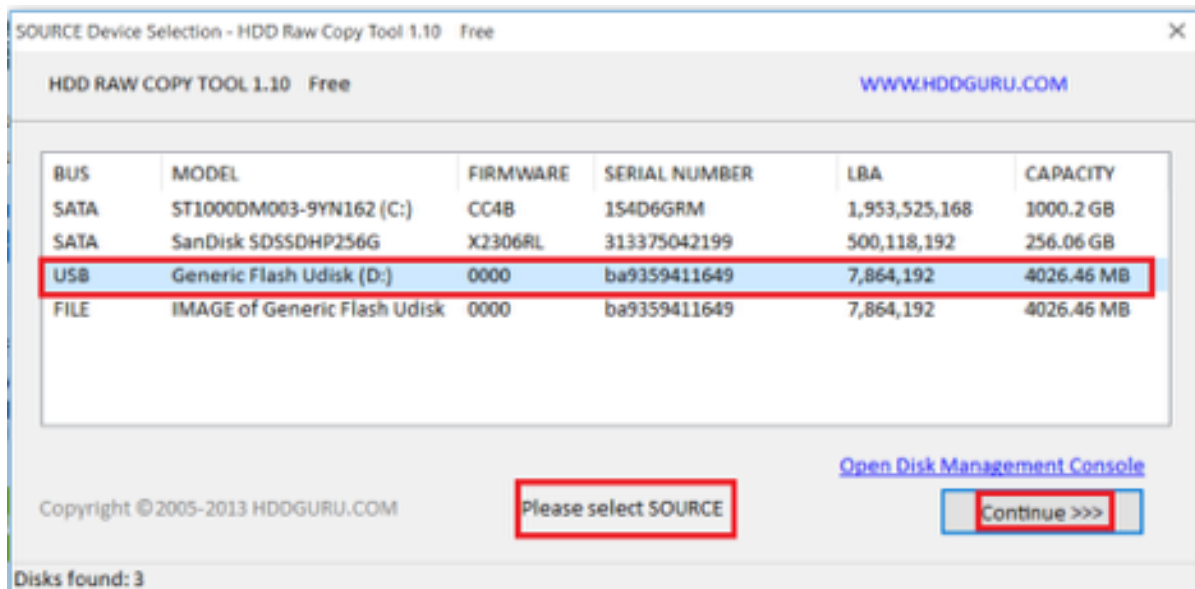 SOURCE Device Selection - HDD Raw Copy Tool 1.10 Free
HDD RAW COPY TOOL 1.10 Free WWW.HDDGURU.COM
BUS MODEL FIRMWARE SERIAL NUMBER LBA CAPACITY
SATA ST1000DM003-9YN162 (C:) CC4B 1S4D6GRM 1,953,525,168 1000.2 GB
SATA SanDisk SDSSDHP256G X2306RL 313375042199 500,118,192 256.06 GB
USB Generic Flash Udisk (D:) 0000 ba9359411649 7,864,192 4026.46 MB
FILE IMAGE of Generic Flash Udisk 0000 ba9359411649 7,864,192 4026.46 MB
Open Disk Management Console
Copyright ©2005-2013 HDDGURU.COM Please select SOURCE Continue >>>
Disks found: 3